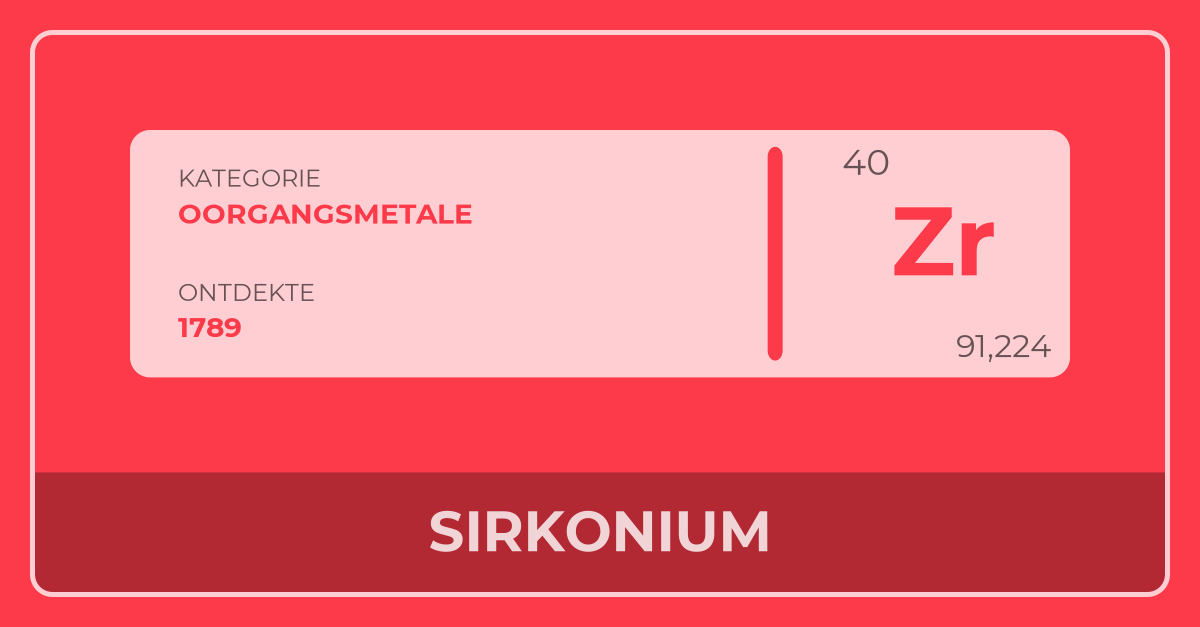 KATEGORIE
OORGANGSMETALE
ONTDEKTE
1789
40
Zr
91,224
SIRKONIUM